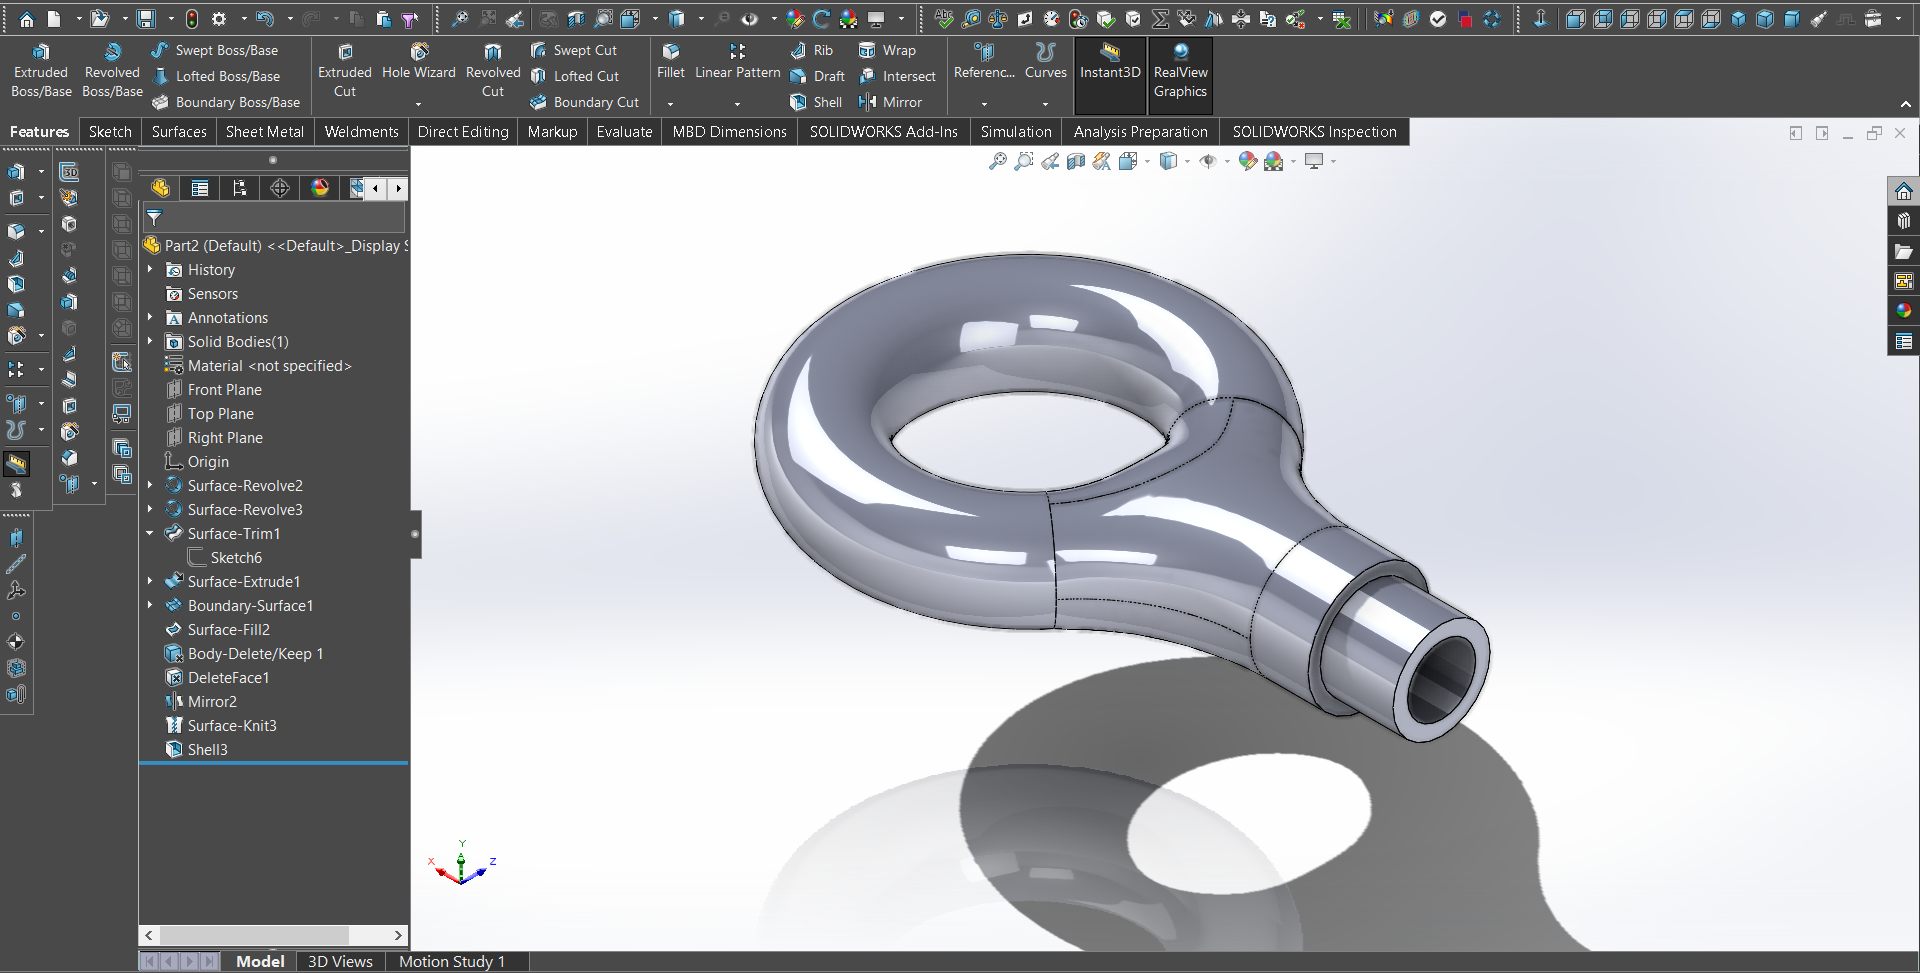 Extruded Boss/Base
Revolved Boss/Base
Swept Boss/Base
Lofted Boss/Base
Boundary Boss/Base
Extruded Cut
Hole Wizard
Revolved Cut
Swept Cut
Lofted Cut
Boundary Cut
Fillet
Linear Pattern
Rib
Draft
Shell
Wrap
Intersect
Mirror
Referenc...
Curves
Instant3D
RealView Graphics
Features
Sketch
Surfaces
Sheet Metal
Weldments
Direct Editing
Markup
Evaluate
MBD Dimensions
SOLIDWORKS Add-Ins
Simulation
Analysis Preparation
SOLIDWORKS Inspection
Part2 (Default) <<Default>_Display S
History
Sensors
Annotations
Solid Bodies(1)
Material <not specified>
Front Plane
Top Plane
Right Plane
Origin
Surface-Revolve2
Surface-Revolve3
Surface-Trim1
Sketch6
Surface-Extrude1
Boundary-Surface1
Surface-Fill2
Body-Delete/Keep 1
DeleteFace1
Mirror2
Surface-Knit3
Shell3
Y
X
Z
Model
3D Views
Motion Study 1